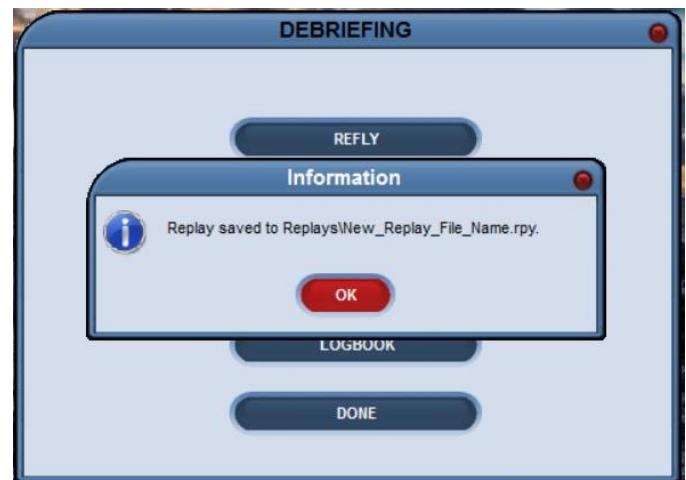 DEBRIEFING
REFLY
Information
Replay saved to Replays\New_Replay_File_Name.rpy.
OK
LOGBOOK
DONE